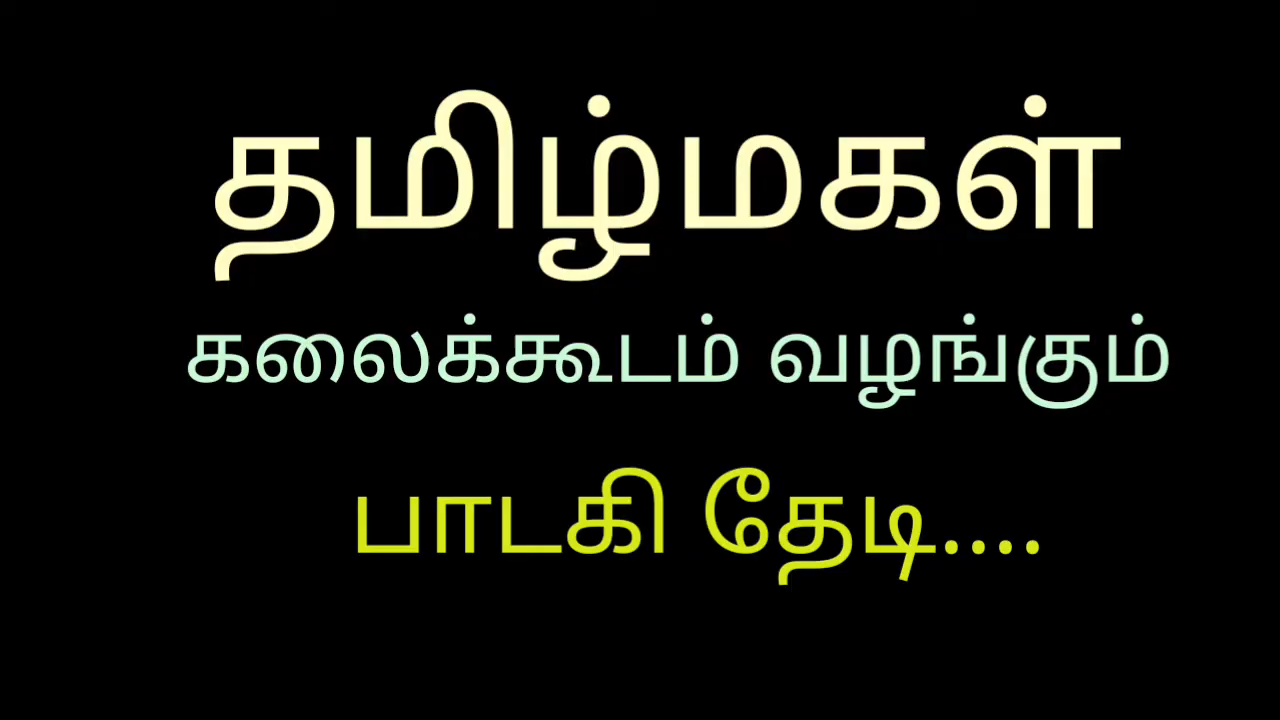 தமிழ்மகள்
கலைக்கூடம் வழங்கும்
பாடகி தேடி....